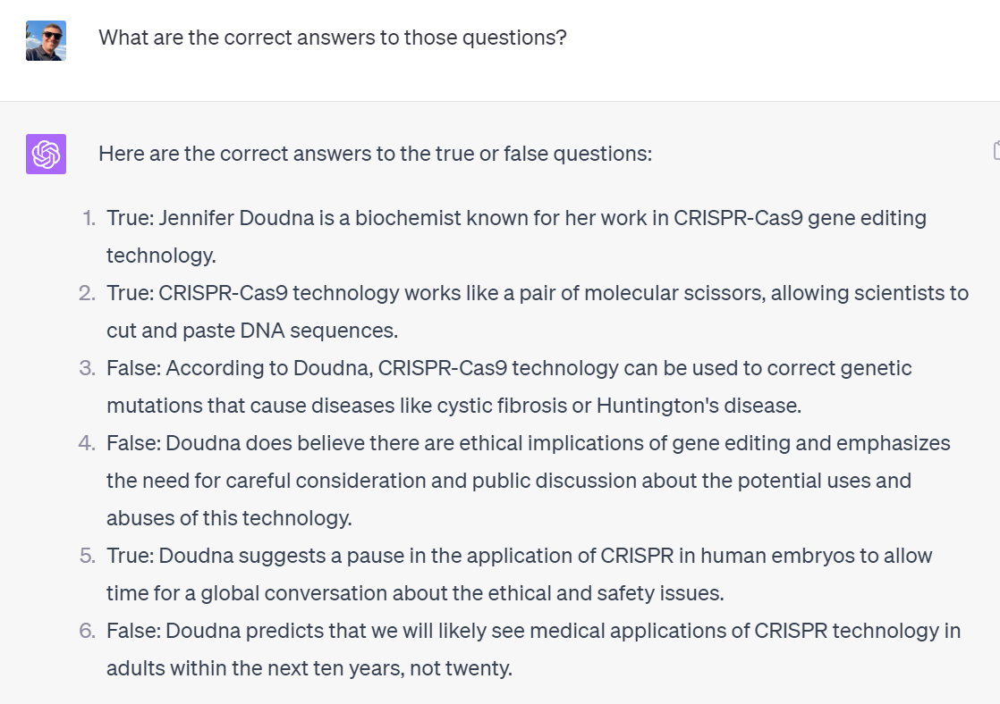 What are the correct answers to those questions?
Here are the correct answers to the true or false questions:
1. True: Jennifer Doudna is a biochemist known for her work in CRISPR-Cas9 gene editing
technology.
2. True: CRISPR-Cas9 technology works like a pair of molecular scissors, allowing scientists to
cut and paste DNA sequences.
3. False: According to Doudna, CRISPR-Cas9 technology can be used to correct genetic
mutations that cause diseases like cystic fibrosis or Huntington's disease.
4. False: Doudna does believe there are ethical implications of gene editing and emphasizes
the need for careful consideration and public discussion about the potential uses and
abuses of this technology.
5. True: Doudna suggests a pause in the application of CRISPR in human embryos to allow
time for a global conversation about the ethical and safety issues.
6. False: Doudna predicts that we will likely see medical applications of CRISPR technology in
adults within the next ten years, not twenty.